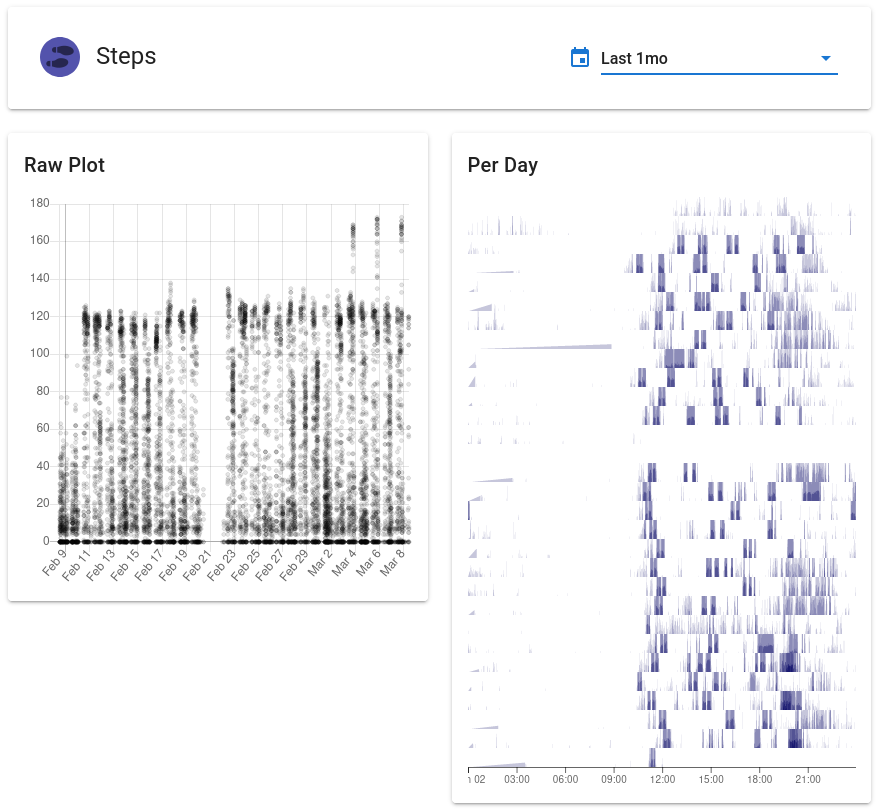 Steps
Last 1mo
Raw Plot
180
160
140
120
100
80
60
40
20
0
Feb 9
Feb 11
Feb 13
Feb 15
Feb 17
Feb 19
Feb 21
Feb 23
Feb 25
Feb 27
Feb 29
Mar 2
Mar 4
Mar 6
Mar 8
Per Day
02
03:00
06:00
09:00
12:00
15:00
18:00
21:00